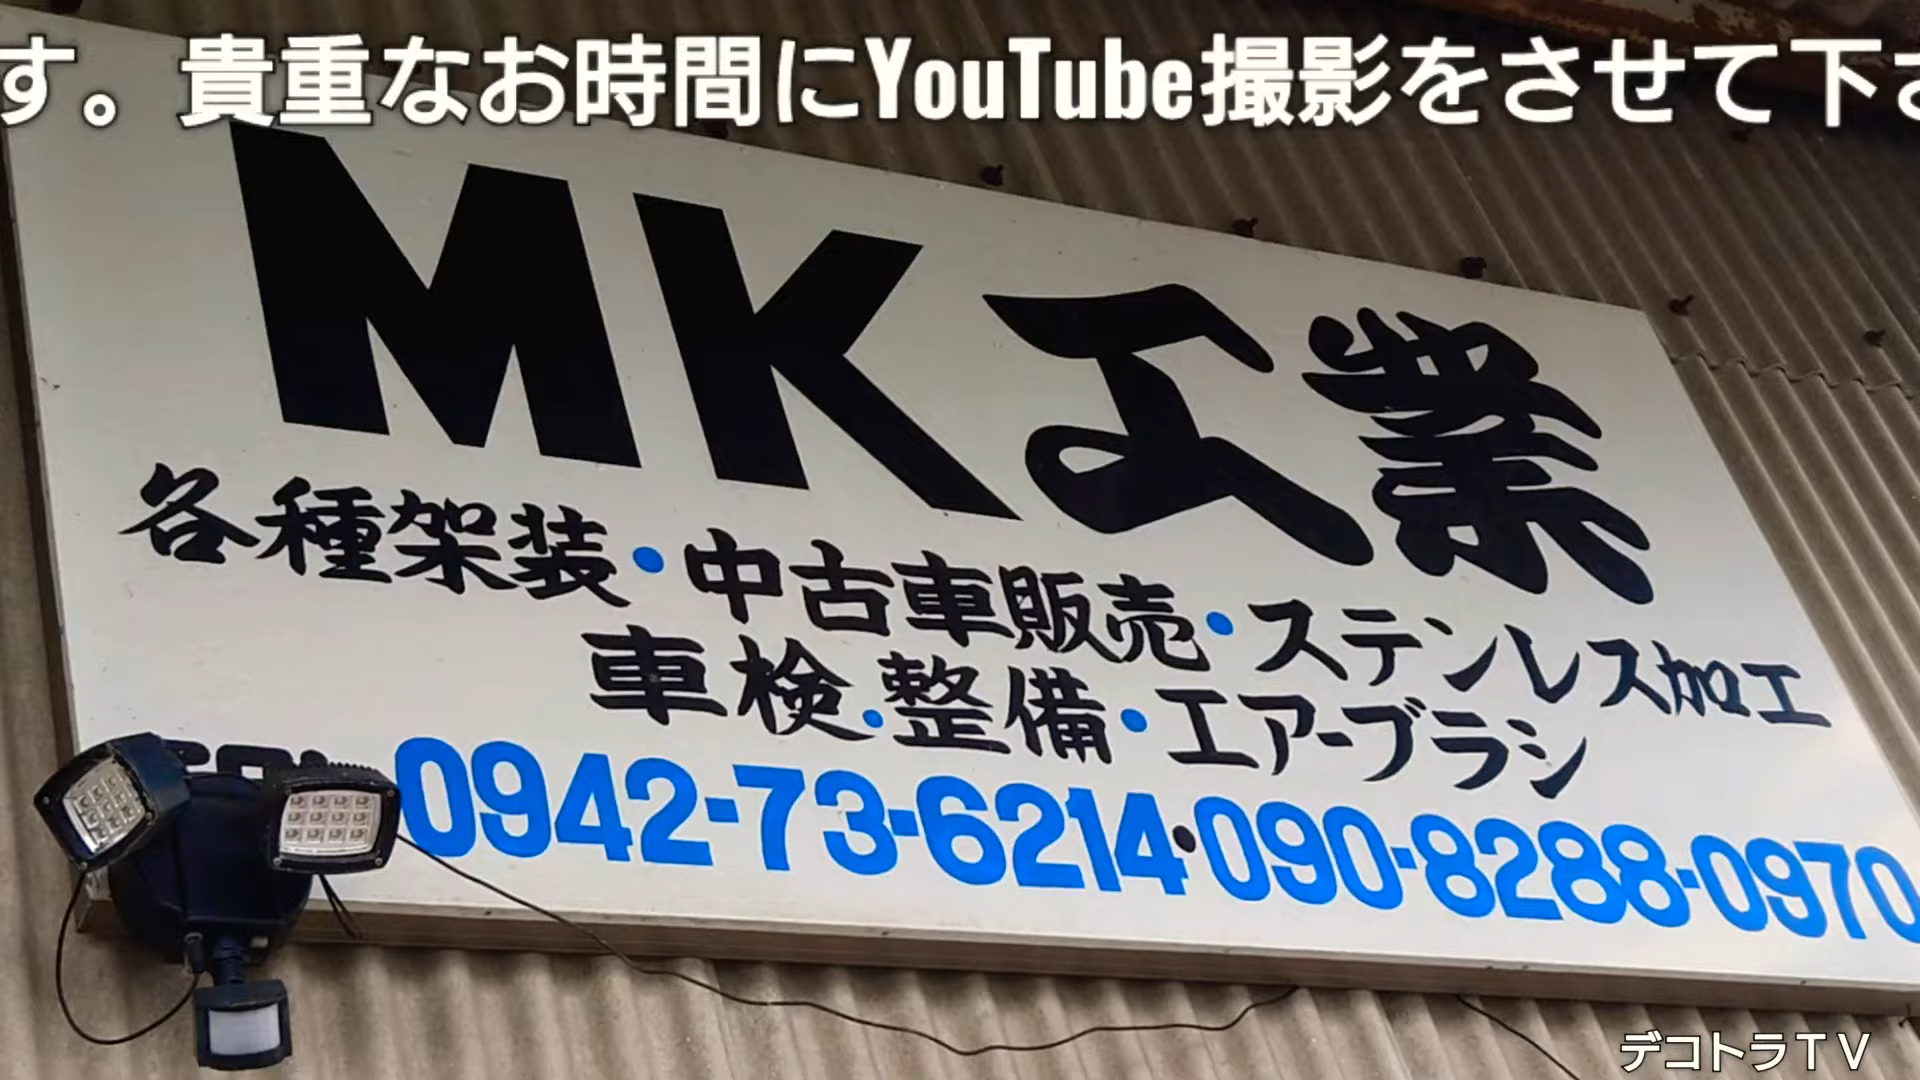 す。貴重なお時間にYouTube撮影をさせて下さ
MK工業
各種架装・中古車販売・ステンレス加工
車検・整備・エアーブラシ
0942-73-6214・090-8288-0970
デコトラTV